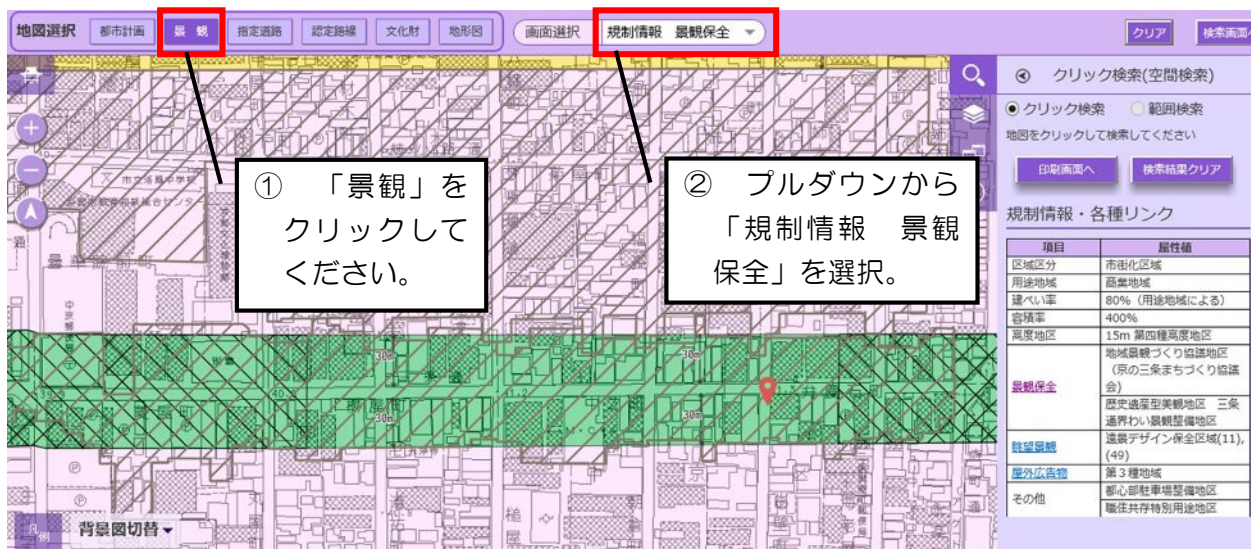 地図選択 都市計画 景 観 指定道路 認定路線 文化財 地形図 画面選択 規制情報 景観保全 クリア 検索画面へ
クリック検索(空間検索)
クリック検索 範囲検索
地図をクリックして検索してください
印刷画面へ 検索結果クリア
規制情報・各種リンク
項目 属性値
区域区分 市街化区域
用途地域 商業地域
建ぺい率 80%(用途地域による)
容積率 400%
高度地区 15m 第四種高度地区
景観保全 地域景観づくり協議地区
(京の三条まちづくり協議
会)
歴史遺産型美観地区 三条
通界わい景観整備地区
眺望景観 遠景デザイン保全区域(11),
(49)
屋外広告物 第3種地域
その他 都心部駐車場整備地区
職住共存特別用途地区
① 「景観」を
クリックして
ください。
② プルダウンから
「規制情報 景観
保全」を選択。
30m
30m
30m
30m
凡例 背景図切替